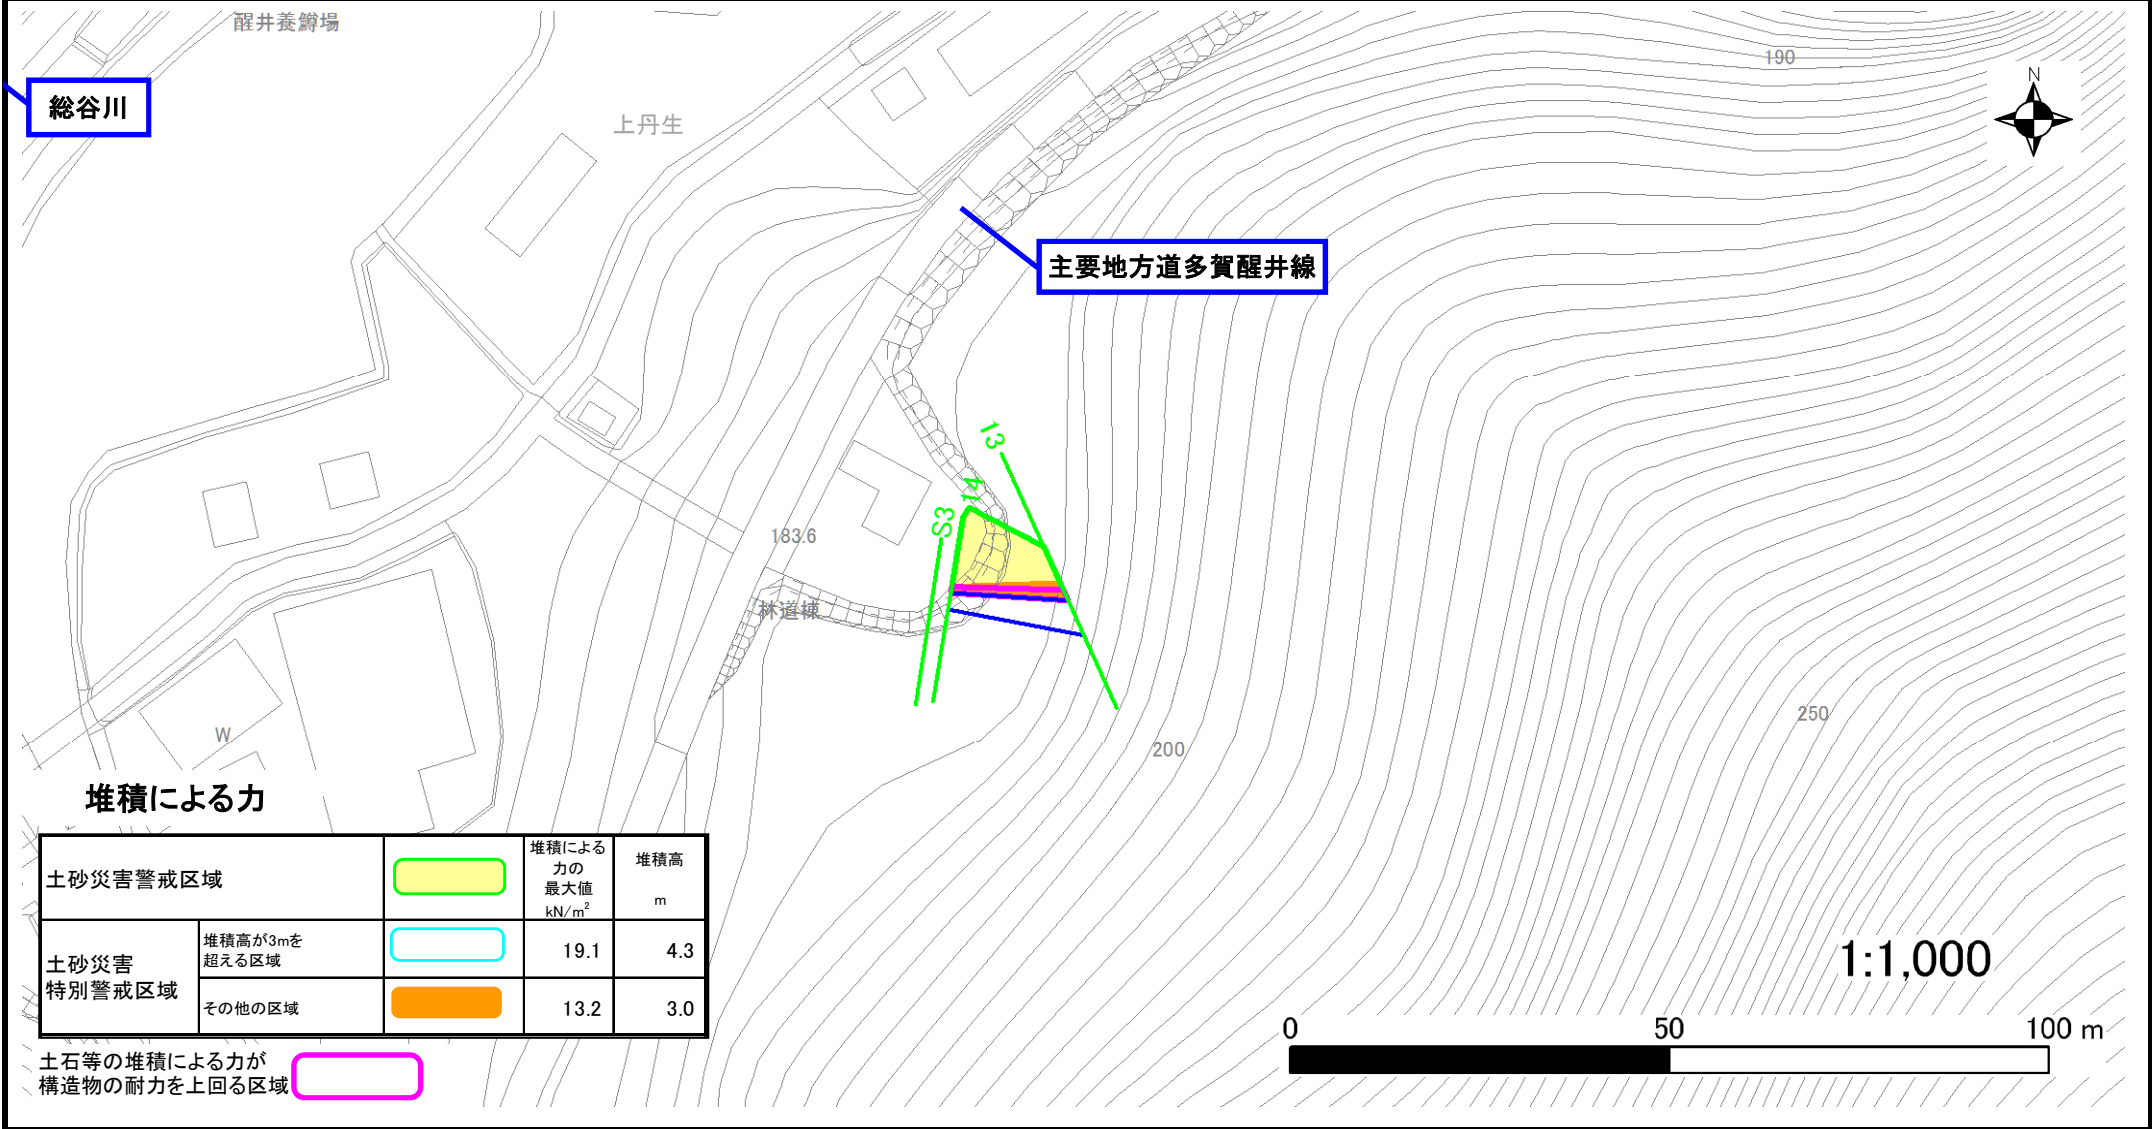 醒井養鱒場
190
N
総谷川
上丹生
主要地方道多賀醒井線
13
14
S3
183.6
林道棟
250
W
200
堆積による力
土砂災害警戒区域
堆積による
力の
最大値
kN/m²
堆積高
m
土砂災害
特別警戒区域
堆積高が3mを
超える区域
19.1
4.3
その他の区域
13.2
3.0
土石等の堆積による力が
構造物の耐力を上回る区域
1:1,000
0
50
100 m